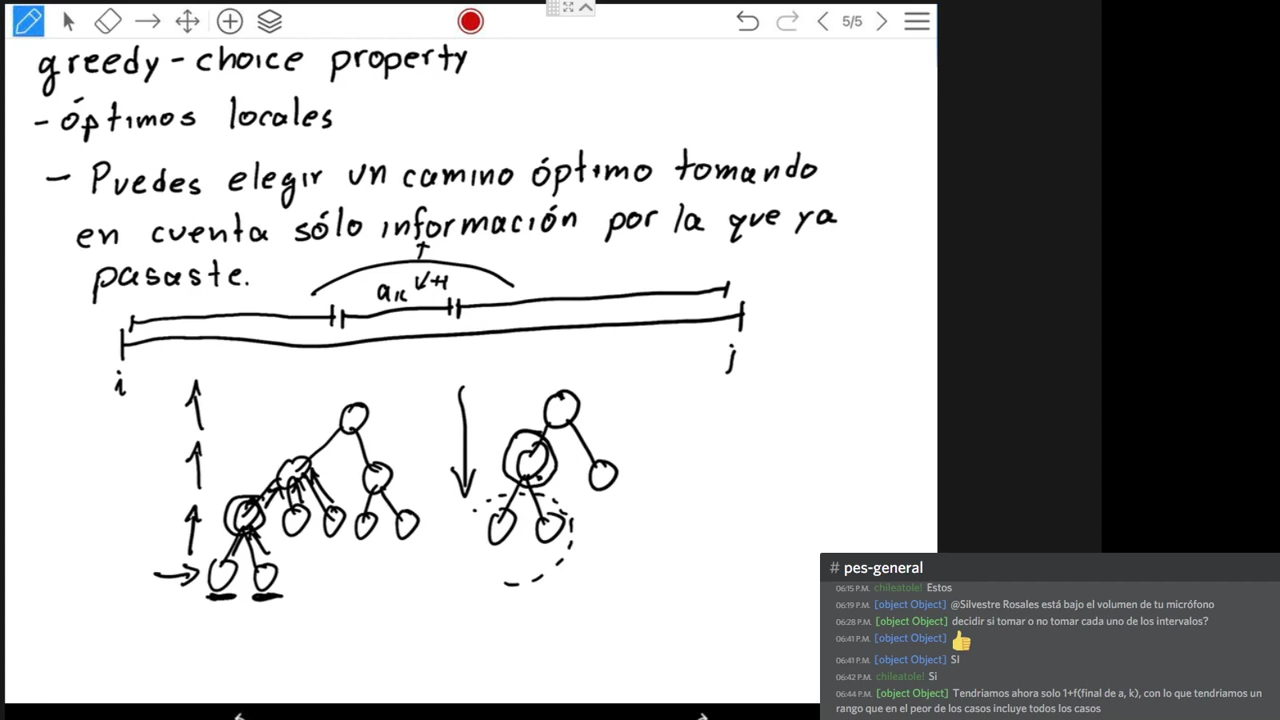 5/5
greedy-choice property
- óptimos locales
- Puedes elegir un camino óptimo tomando
en cuenta sólo información por la que ya
pasaste.
ak
i
j
# pes-general
06:15 P.M. chileatole! Estos
06:19 P.M. [object Object] @Silvestre Rosales está bajo el volumen de tu micrófono
06:28 P.M. [object Object] decidir si tomar o no tomar cada uno de los intervalos?
06:41 P.M. [object Object] 👍
06:41 P.M. [object Object] SI
06:42 P.M. chileatole! Si
06:44 P.M. [object Object] Tendriamos ahora solo 1+f(final de a, k), con lo que tendriamos un
rango que en el peor de los casos incluye todos los casos